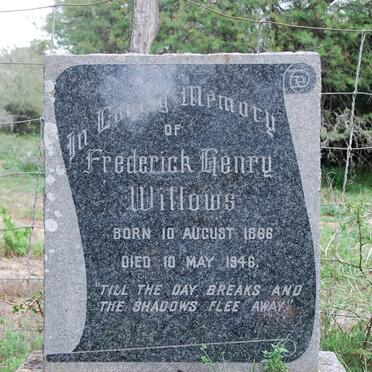 In Loving Memory
OF
Frederick Henry
Willows
BORN 10 AUGUST 1886
DIED 10 MAY 1946.
"TILL THE DAY BREAKS AND
THE SHADOWS FLEE AWAY"